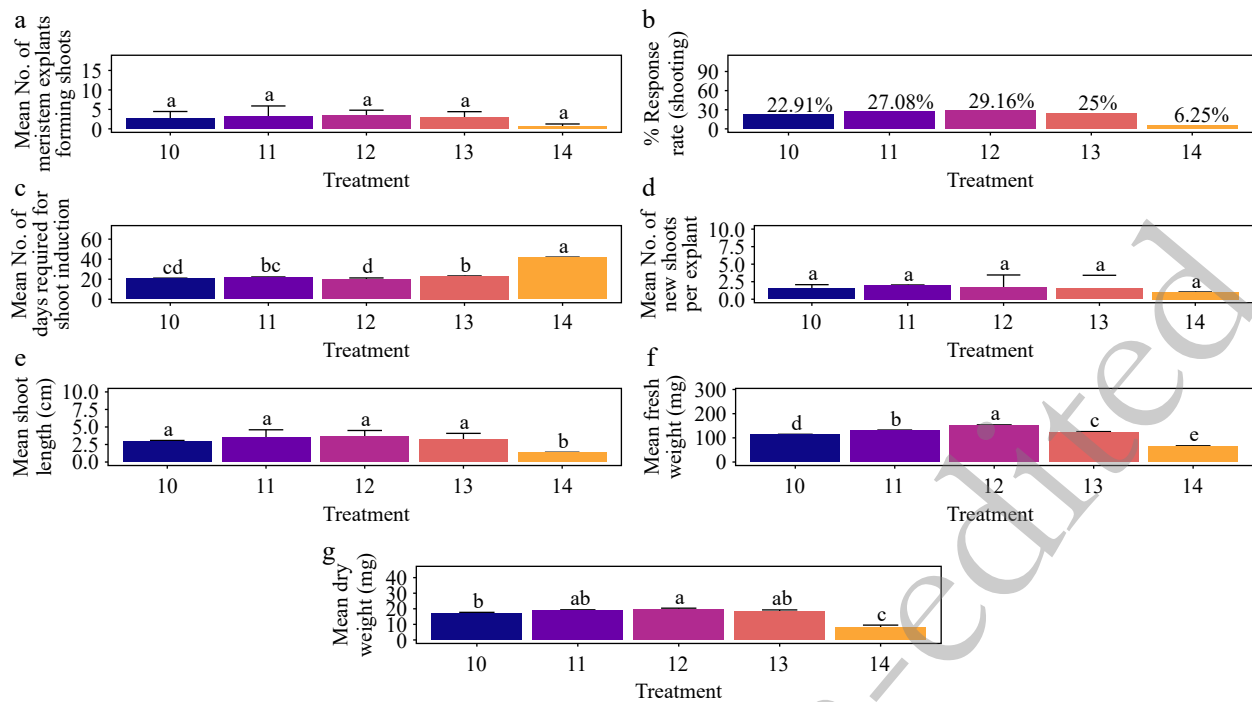 a
Mean No. of
meristem explants
forming shoots
15
10
5
0
a a a a a
10 11 12 13 14
Treatment
b
% Response
rate (shooting)
90
60
30
0
22.91% 27.08% 29.16% 25% 6.25%
10 11 12 13 14
Treatment
c
Mean No. of
days required for
shoot induction
60
40
20
0
cd bc d b a
10 11 12 13 14
Treatment
d
Mean No. of
new shoots
per explant
10.0
7.5
5.0
2.5
0.0
a a a a a
10 11 12 13 14
Treatment
e
Mean shoot
length (cm)
10.0
7.5
5.0
2.5
0.0
a a a a b
10 11 12 13 14
Treatment
f
Mean fresh
weight (mg)
300
200
100
0
d b a c e
10 11 12 13 14
Treatment
g
Mean dry
weight (mg)
40
30
20
10
0
b ab a ab c
10 11 12 13 14
Treatment
-edited